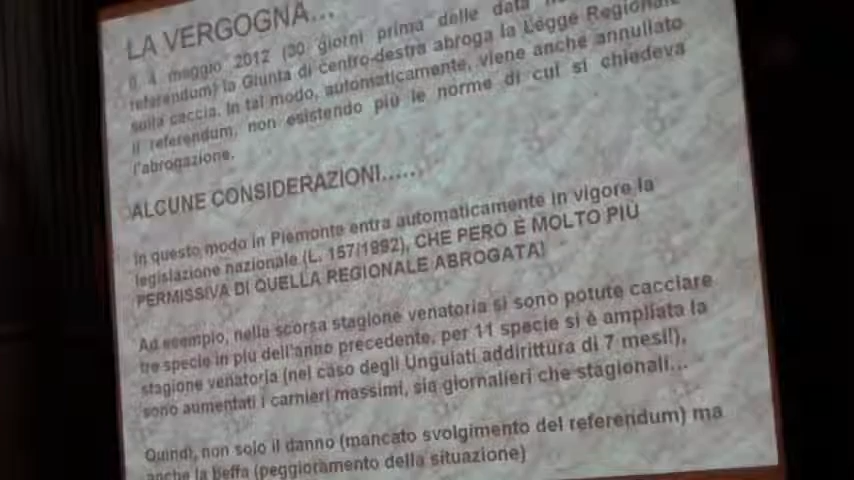 LA VERGOGNA...
Il 4 maggio 2012 (30 giorni prima delle data
referendum) la Giunta di centro-destra abroga la Legge Regionale
sulla caccia. In tal modo, automaticamente, viene anche annullato
il referendum, non esistendo più le norme di cui si chiedeva
l'abrogazione.
ALCUNE CONSIDERAZIONI.....,
In questo modo in Piemonte entra automaticamente in vigore la
legislazione nazionale (L. 157/1992), CHE PERÒ È MOLTO PIÙ
PERMISSIVA DI QUELLA REGIONALE ABROGATA!
Ad esempio, nella scorsa stagione venatoria si sono potute cacciare
tre specie in più dell'anno precedente, per 11 specie si è ampliata la
stagione venatoria (nel caso degli Ungulati addirittura di 7 mesi!),
sono aumentati i carnieri massimi, sia giornalieri che stagionali...
Quindi, non solo il danno (mancato svolgimento del referendum) ma
anche la beffa (peggioramento della situazione)